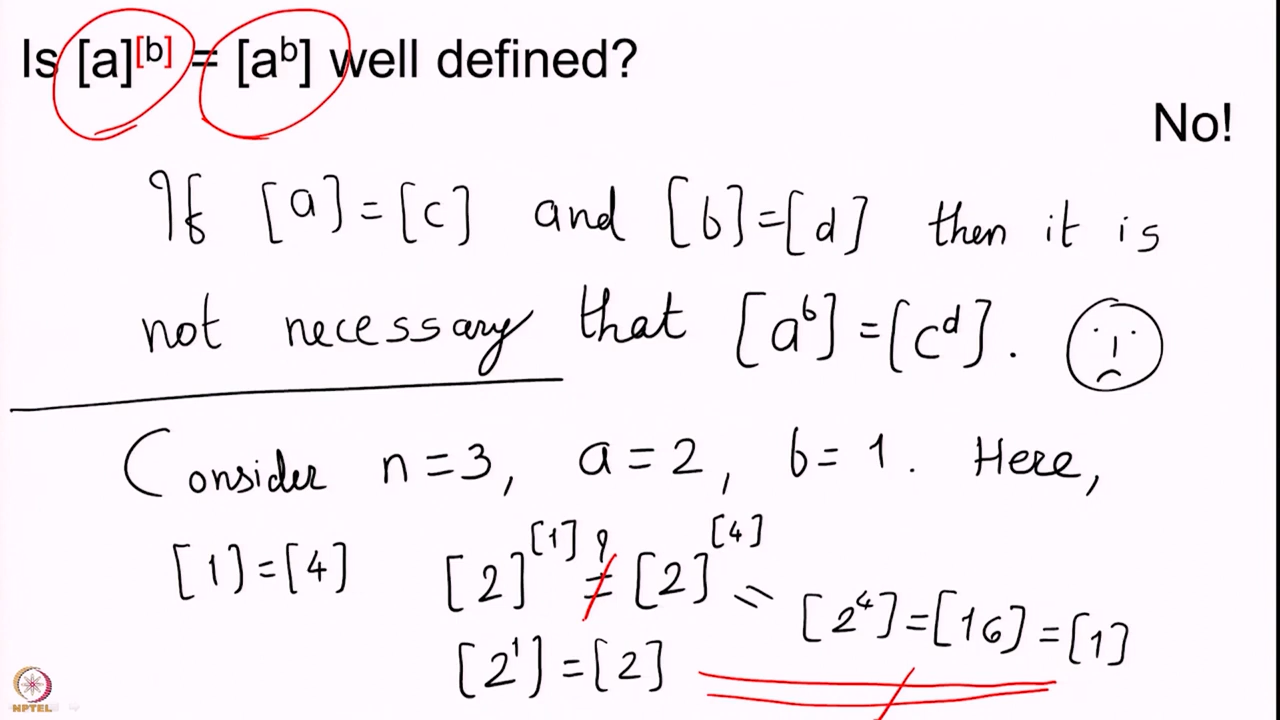 Is [a]^[b] = [a^b] well defined?
No!
If [a]=[c] and [b]=[d] then it is
not necessary that [a^b]=[c^d].
Consider n=3, a=2, b=1. Here,
[1]=[4] [2]^[1] ?≠ [2]^[4] = [2^4]=[16]=[1]
[2^1]=[2]
NPTEL